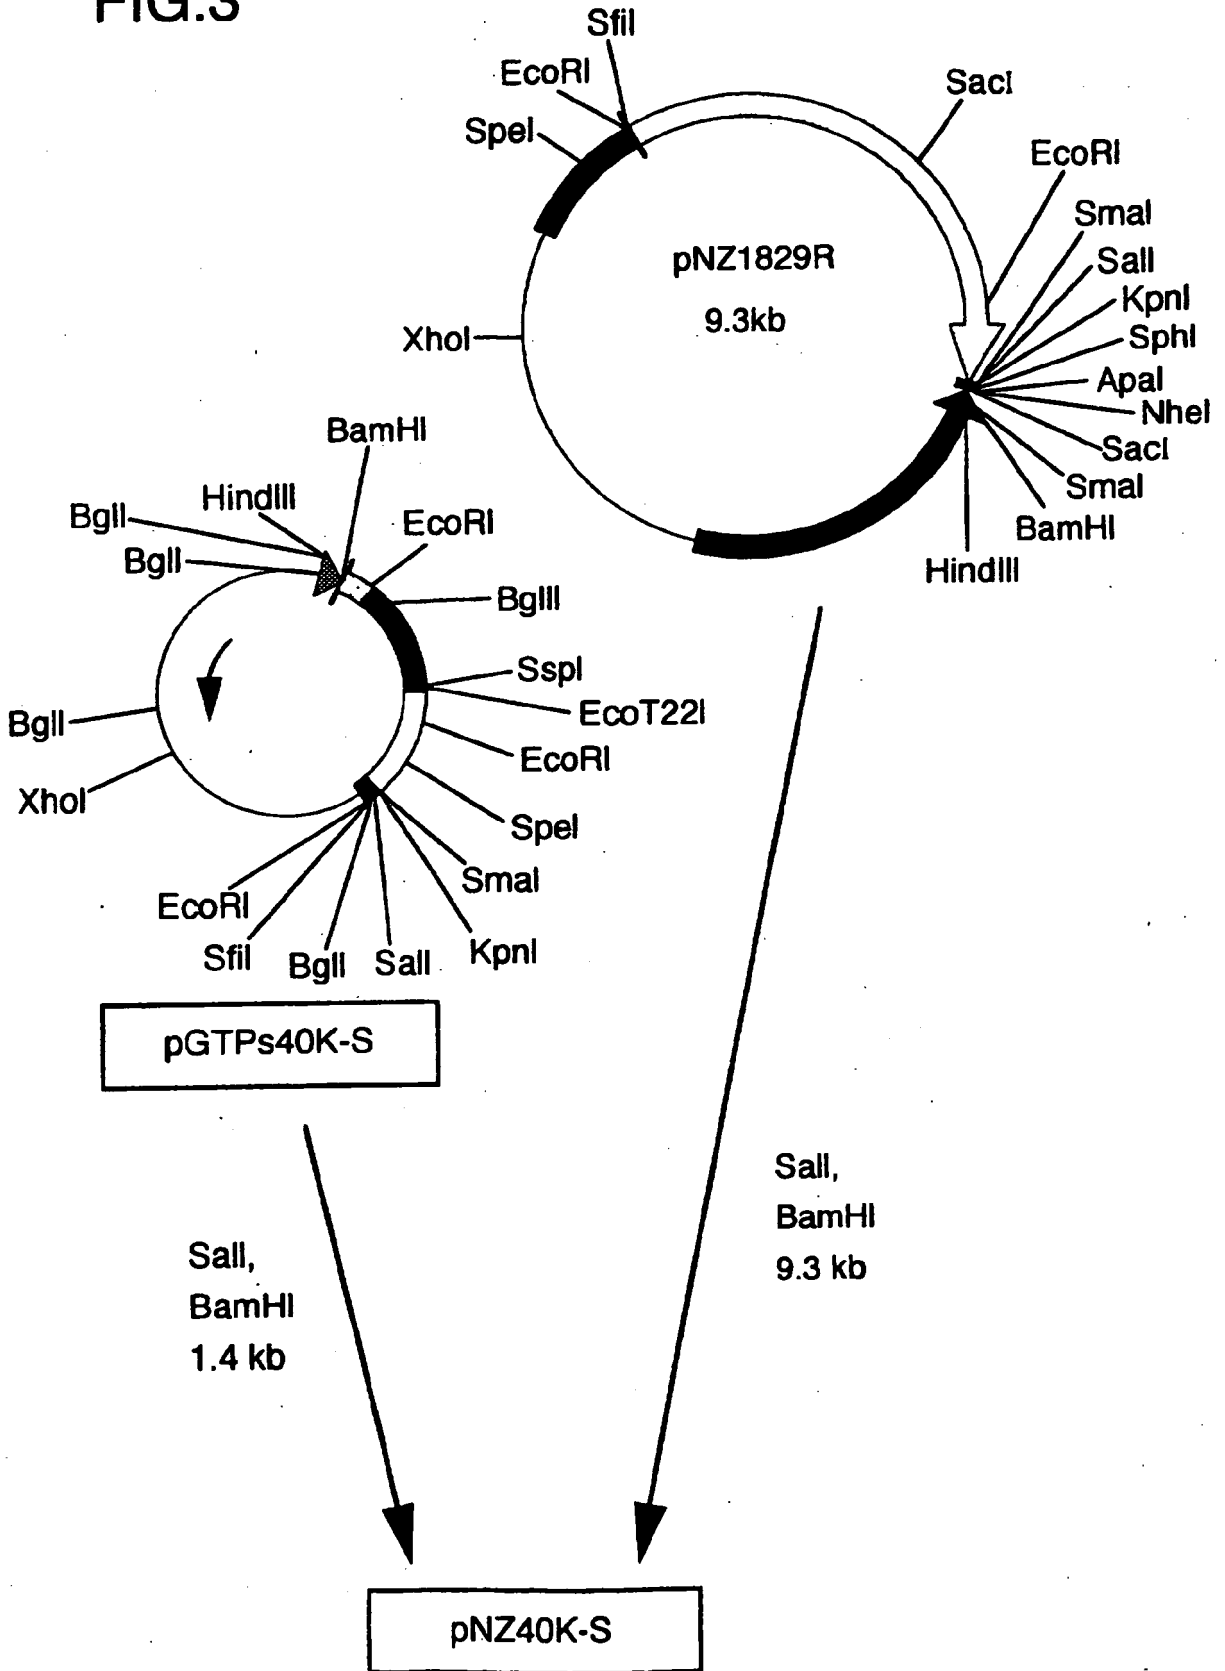 FIG.3
SfiI
EcoRI
SpeI
SacI
EcoRI
SmaI
SalI
KpnI
SphI
ApaI
NheI
SacI
SmaI
BamHI
HindIII
XhoI
pNZ1829R
9.3kb
BamHI
HindIII
BglI
BglI
EcoRI
BglII
SspI
EcoT22I
EcoRI
SpeI
SmaI
KpnI
SalI
BglI
SfiI
EcoRI
XhoI
BglI
pGTPs40K-S
SalI,
BamHI
9.3 kb
SalI,
BamHI
1.4 kb
pNZ40K-S